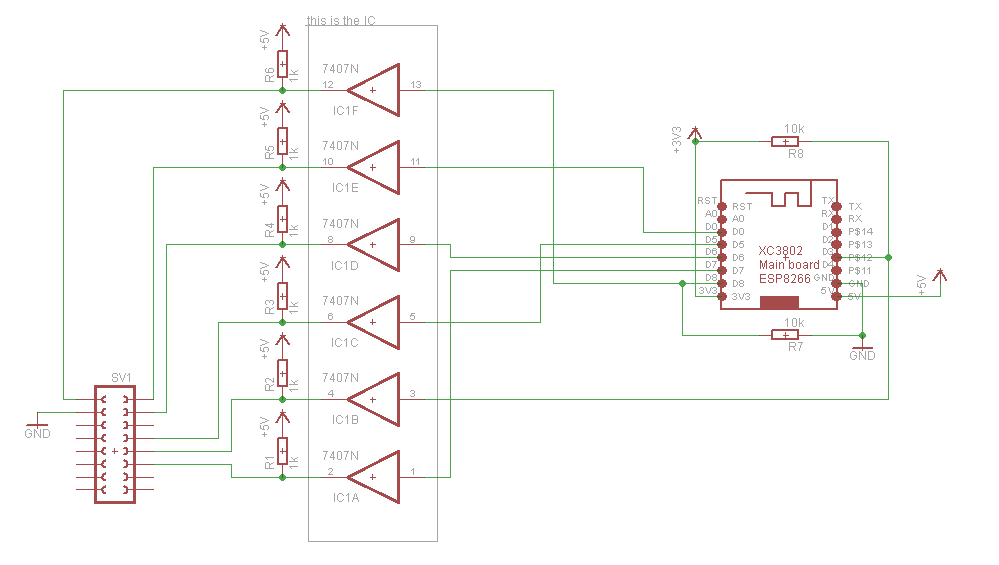 this is the IC
+5V
R6
1k
7407N
12
13
IC1F
+5V
R5
1k
7407N
10
11
IC1E
+5V
R4
1k
7407N
8
9
IC1D
+5V
R3
1k
7407N
6
5
IC1C
+5V
R2
1k
7407N
4
3
IC1B
+5V
R1
1k
7407N
2
1
IC1A
SV1
GND
+3V3
10k
R8
RST RST
A0 A0
D0 D0
D5 D5
D6 D6
D7 D7
D8 D8
3V3 3V3
XC3802
Main board
ESP8266
TX TX
RX RX
D1 P$14
D2 P$13
D3 P$12
D4 P$11
GND GND
5V 5V
+5V
10k
R7
GND